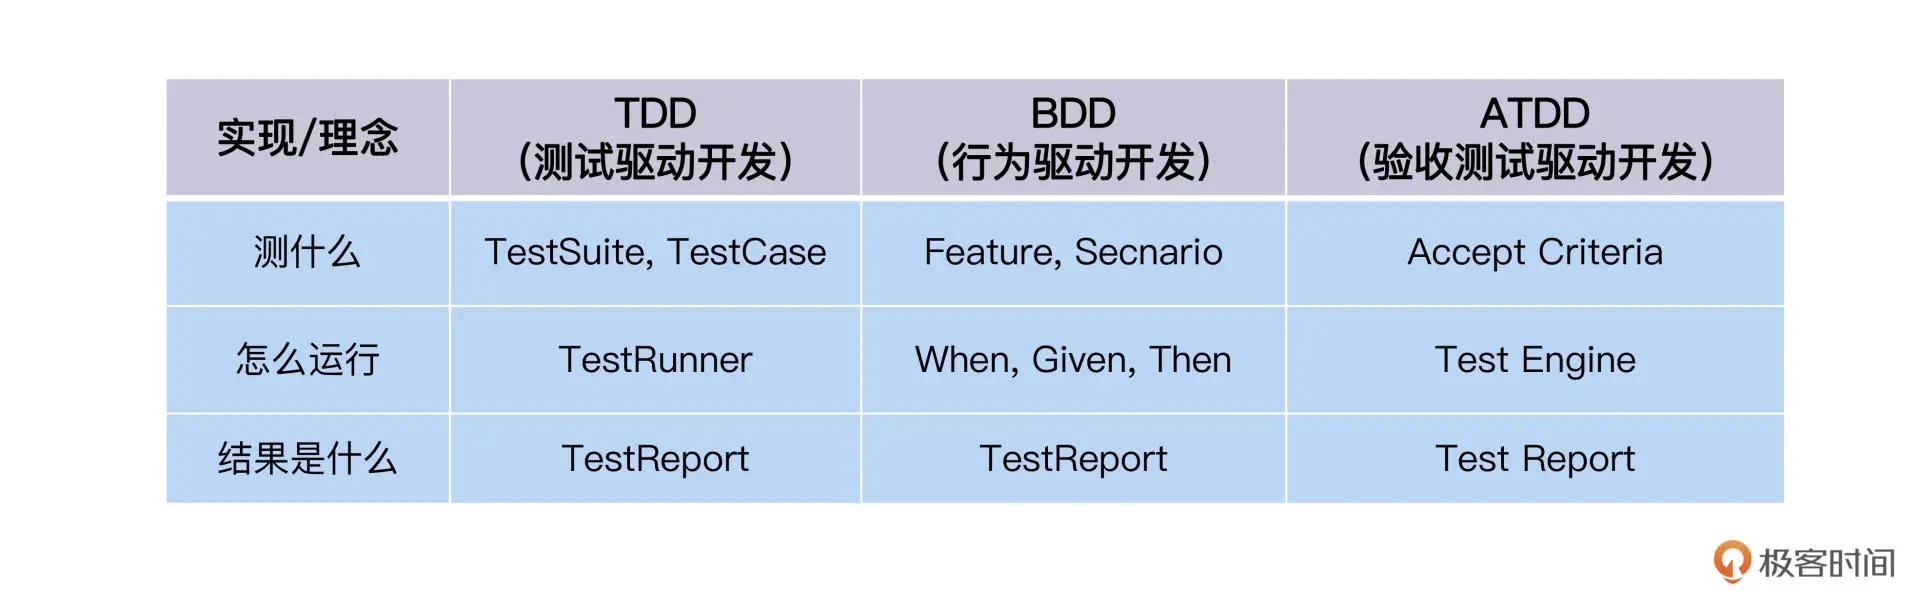 实现/理念
TDD
（测试驱动开发）
BDD
（行为驱动开发）
ATDD
（验收测试驱动开发）
测什么
TestSuite, TestCase
Feature, Secnario
Accept Criteria
怎么运行
TestRunner
When, Given, Then
Test Engine
结果是什么
TestReport
TestReport
Test Report
极客时间